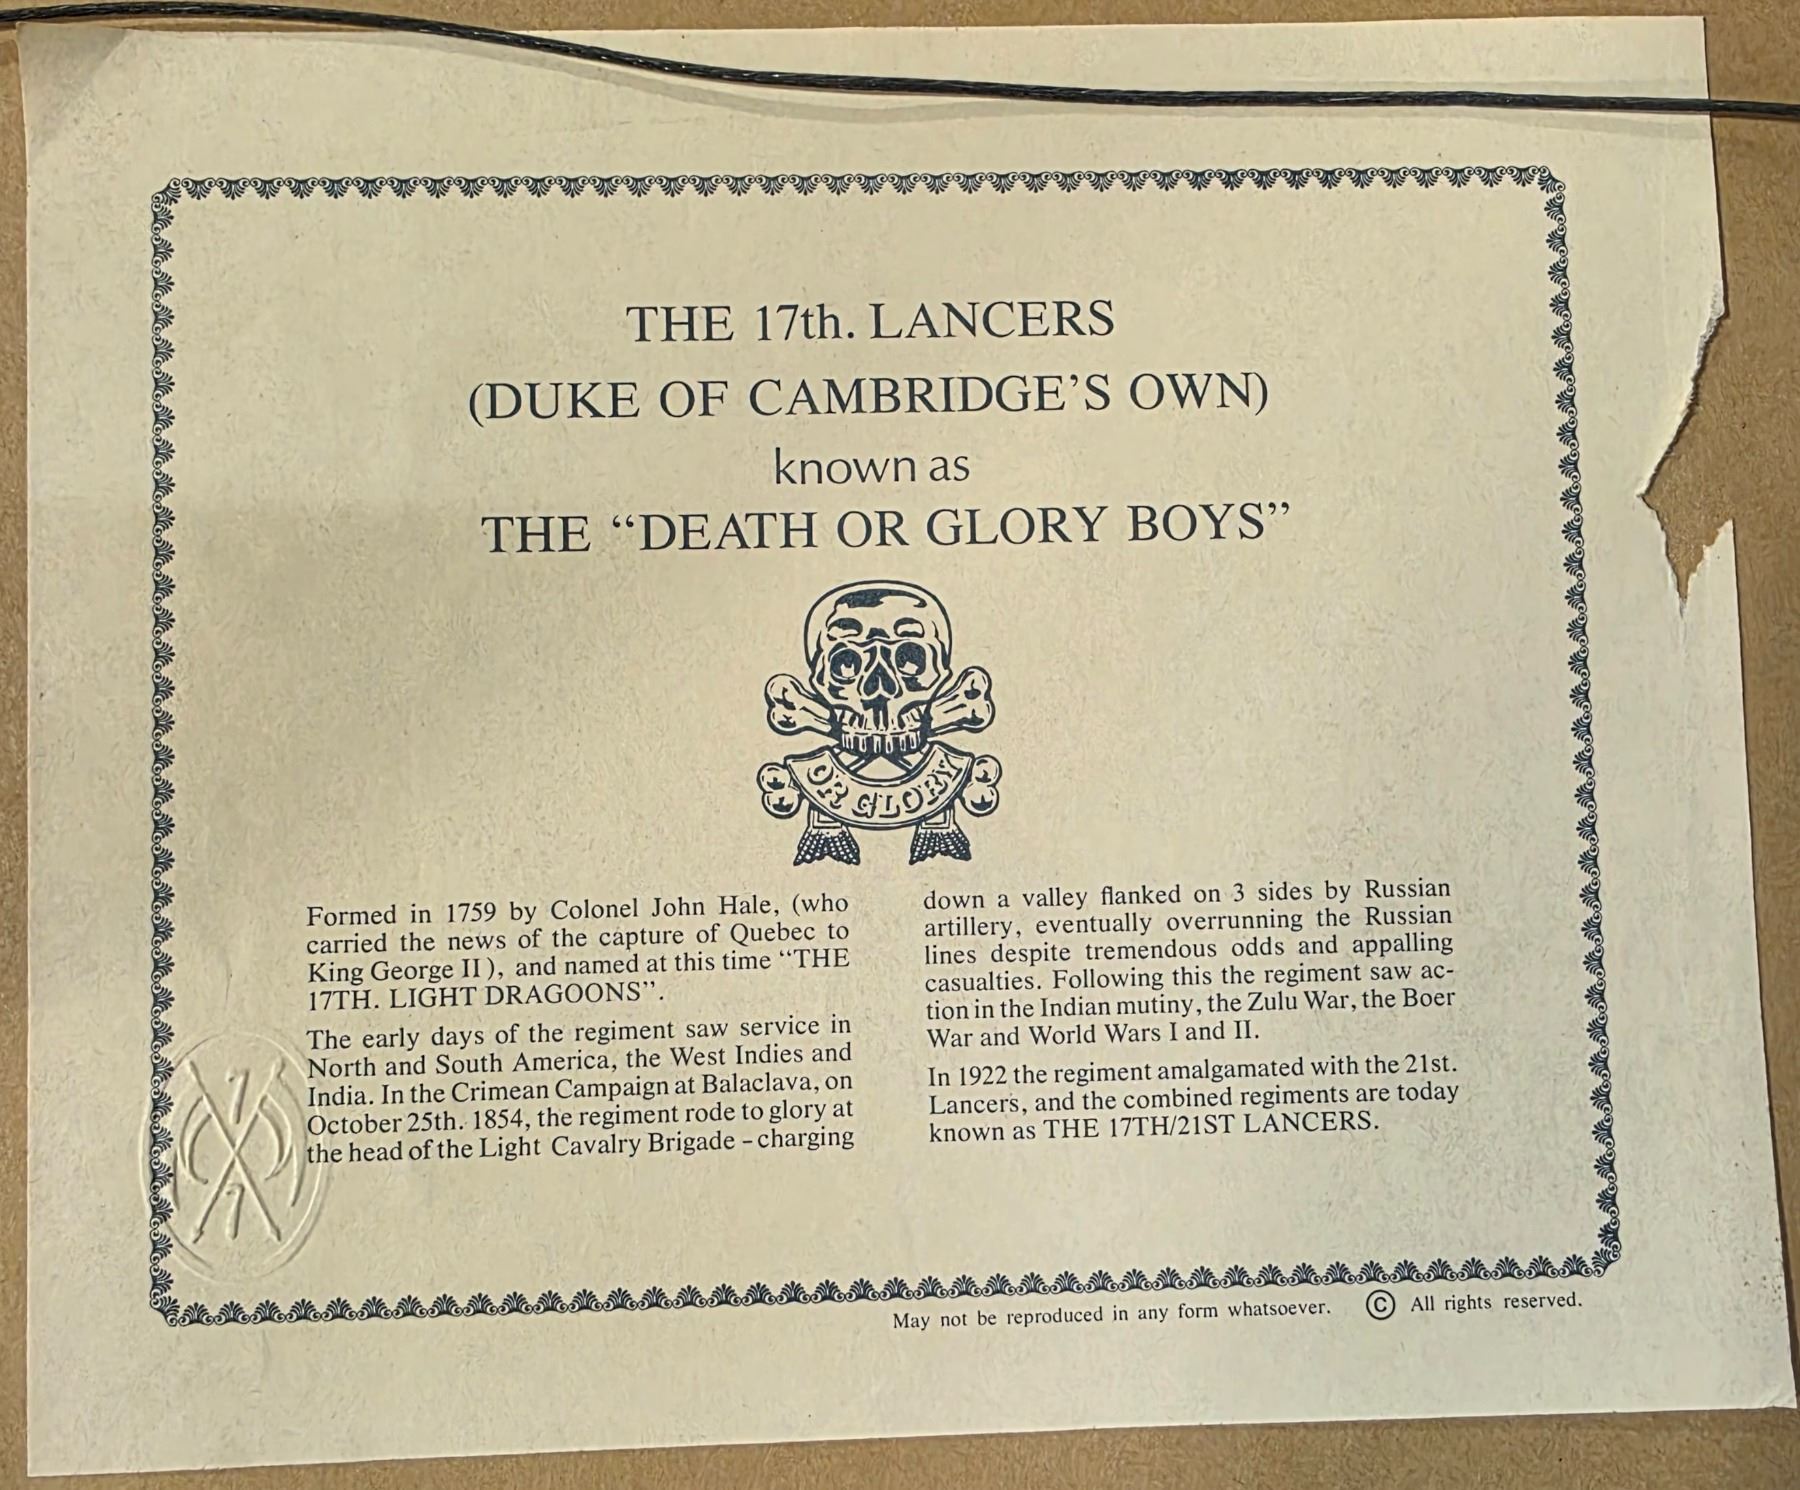 THE 17th. LANCERS
(DUKE OF CAMBRIDGE'S OWN)
known as
THE “DEATH OR GLORY BOYS”
OR GLORY
Formed in 1759 by Colonel John Hale, (who
carried the news of the capture of Quebec to
King George II), and named at this time “THE
17TH. LIGHT DRAGOONS”.
The early days of the regiment saw service in
North and South America, the West Indies and
India. In the Crimean Campaign at Balaclava, on
October 25th. 1854, the regiment rode to glory at
the head of the Light Cavalry Brigade – charging
down a valley flanked on 3 sides by Russian
artillery, eventually overrunning the Russian
lines despite tremendous odds and appalling
casualties. Following this the regiment saw ac-
tion in the Indian mutiny, the Zulu War, the Boer
War and World Wars I and II.
In 1922 the regiment amalgamated with the 21st.
Lancers, and the combined regiments are today
known as THE 17TH/21ST LANCERS.
May not be reproduced in any form whatsoever. © All rights reserved.